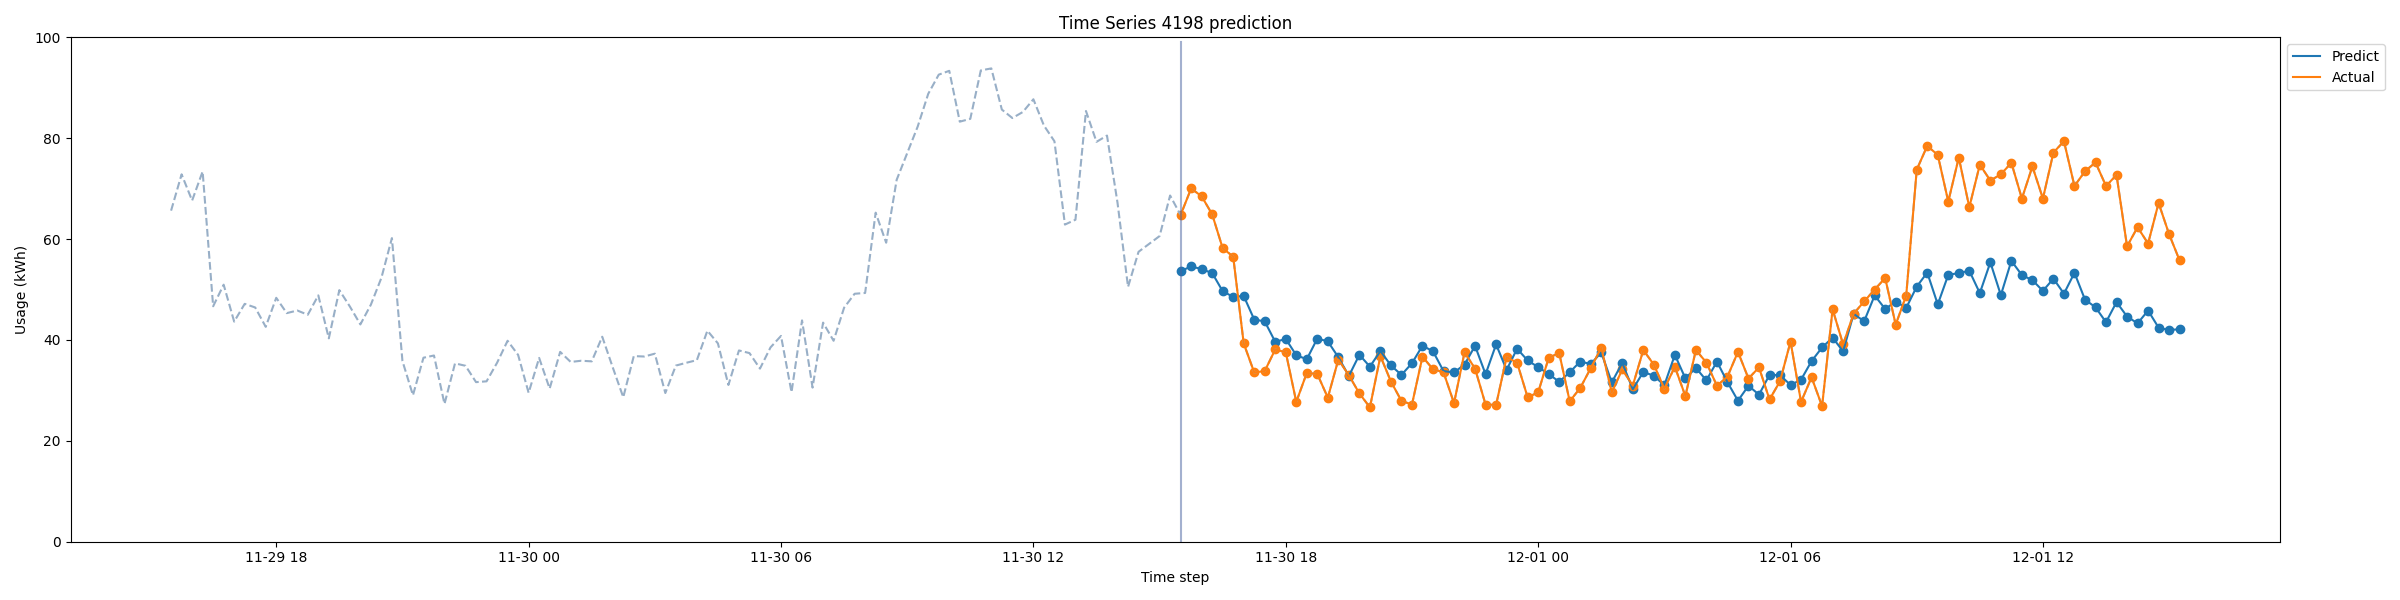 Time Series 4198 prediction
Predict
Actual
100
80
60
40
20
0
Usage (kWh)
11-29 18
11-30 00
11-30 06
11-30 12
11-30 18
12-01 00
12-01 06
12-01 12
Time step